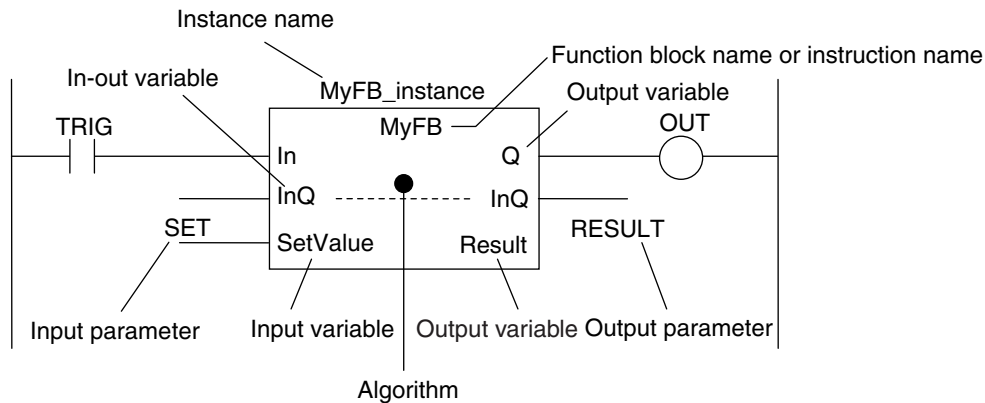 Instance name
Function block name or instruction name
In-out variable
MyFB_instance
Output variable
TRIG
MyFB
OUT
In
Q
InQ
InQ
SET
SetValue
Result
RESULT
Input parameter
Input variable
Output variable
Output parameter
Algorithm